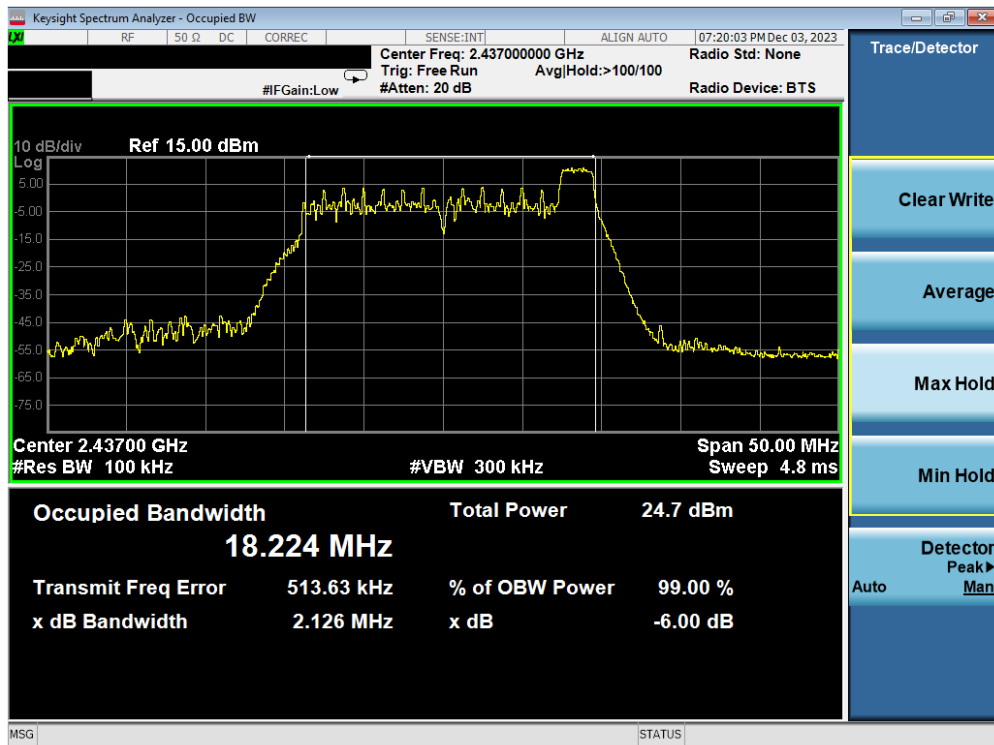 Keysight Spectrum Analyzer - Occupied BW
LXI RF 50 Ω DC CORREC SENSE:INT ALIGN AUTO 07:20:03 PM Dec 03, 2023
Center Freq: 2.437000000 GHz Radio Std: None
Trig: Free Run Avg|Hold:>100/100
#IFGain:Low #Atten: 20 dB Radio Device: BTS
10 dB/div Ref 15.00 dBm
Log
5.00
-5.00
-15.0
-25.0
-35.0
-45.0
-55.0
-65.0
-75.0
Center 2.43700 GHz Span 50.00 MHz
#Res BW 100 kHz #VBW 300 kHz Sweep 4.8 ms
Occupied Bandwidth Total Power 24.7 dBm
18.224 MHz
Transmit Freq Error 513.63 kHz % of OBW Power 99.00 %
x dB Bandwidth 2.126 MHz x dB -6.00 dB
MSG STATUS
Trace/Detector
Clear Write
Average
Max Hold
Min Hold
Detector
Peak▶
Auto Man